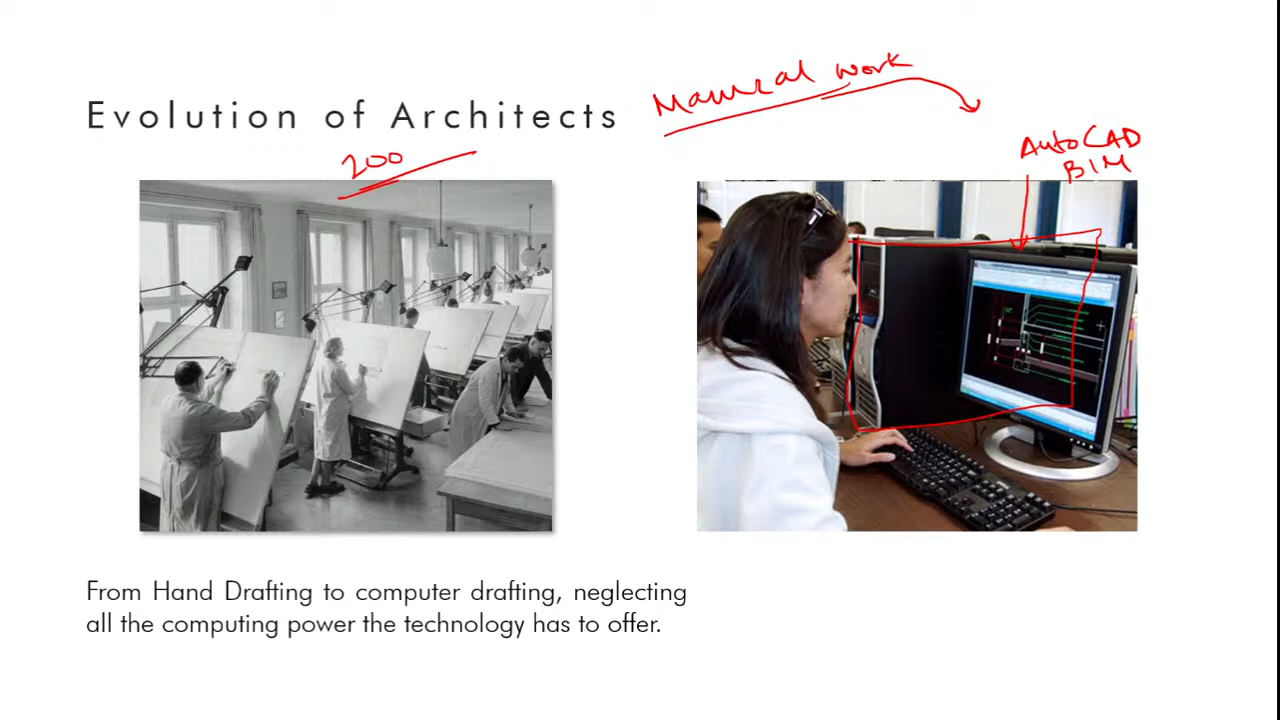 Manual work
Evolution of Architects
AutoCAD
BIM
200
From Hand Drafting to computer drafting, neglecting
all the computing power the technology has to offer.